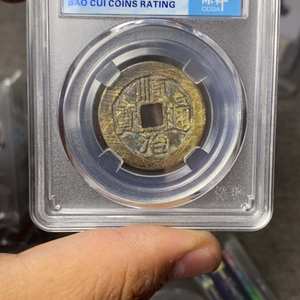 BAO CUI COINS RATING
順治通寶